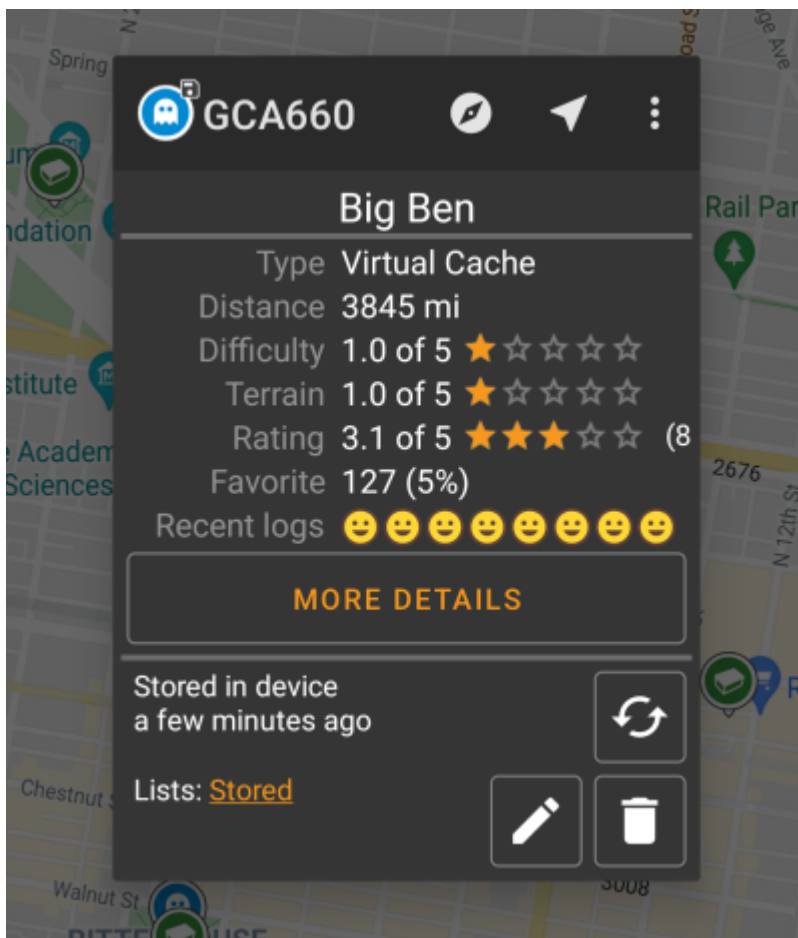 Spring
GCA660
Big Ben
Rail Par
ndation
Type Virtual Cache
Distance 3845 mi
Difficulty 1.0 of 5
Terrain 1.0 of 5
stitute
Rating 3.1 of 5 (8
Academ
Sciences
2676
Favorite 127 (5%)
N 12th St
Recent logs
MORE DETAILS
Stored in device
a few minutes ago
Chestnut
Lists: Stored
Walnut St
3008